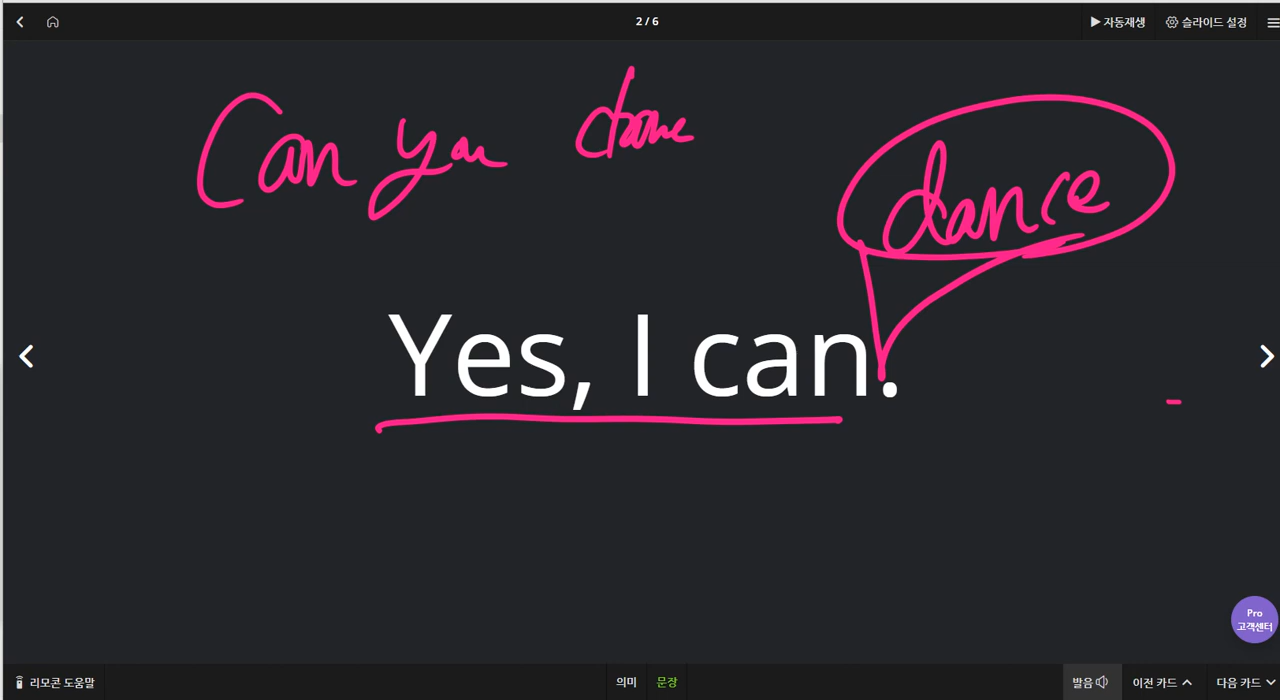 2 / 6
자동재생
슬라이드 설정
Can you dance
dance
Yes, I can.
Pro
고객센터
리모콘 도움말
의미
문장
발음
이전 카드
다음 카드